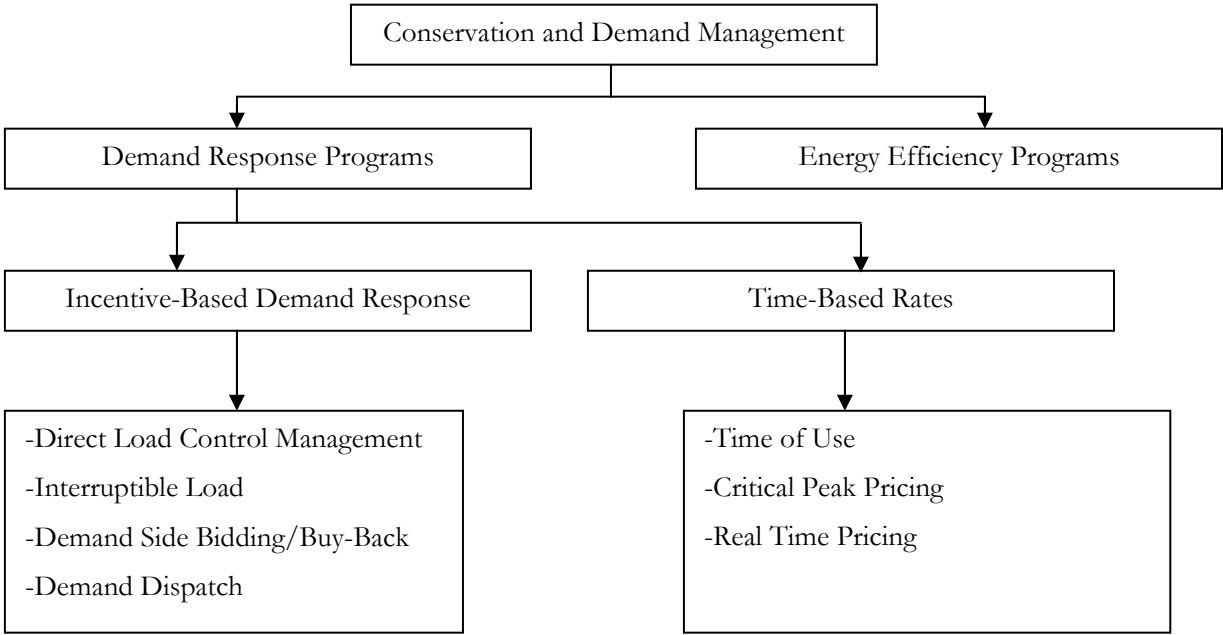 Conservation and Demand Management
Demand Response Programs
Energy Efficiency Programs
Incentive-Based Demand Response
Time-Based Rates
-Direct Load Control Management
-Interruptible Load
-Demand Side Bidding/Buy-Back
-Demand Dispatch
-Time of Use
-Critical Peak Pricing
-Real Time Pricing